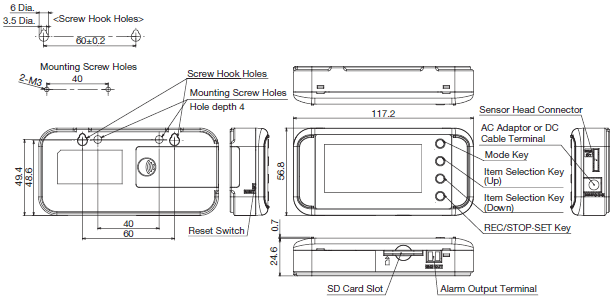 6 Dia.
3.5 Dia.
<Screw Hook Holes>
60±0.2
Mounting Screw Holes
2-M3
40
Screw Hook Holes
Mounting Screw Holes
Hole depth 4
49.4
48.6
40
60
Reset Switch
117.2
56.8
Sensor Head Connector
AC Adaptor or DC
Cable Terminal
Mode Key
Item Selection Key
(Up)
Item Selection Key
(Down)
REC/STOP-SET Key
0.7
24.6
SD Card Slot
Alarm Output Terminal